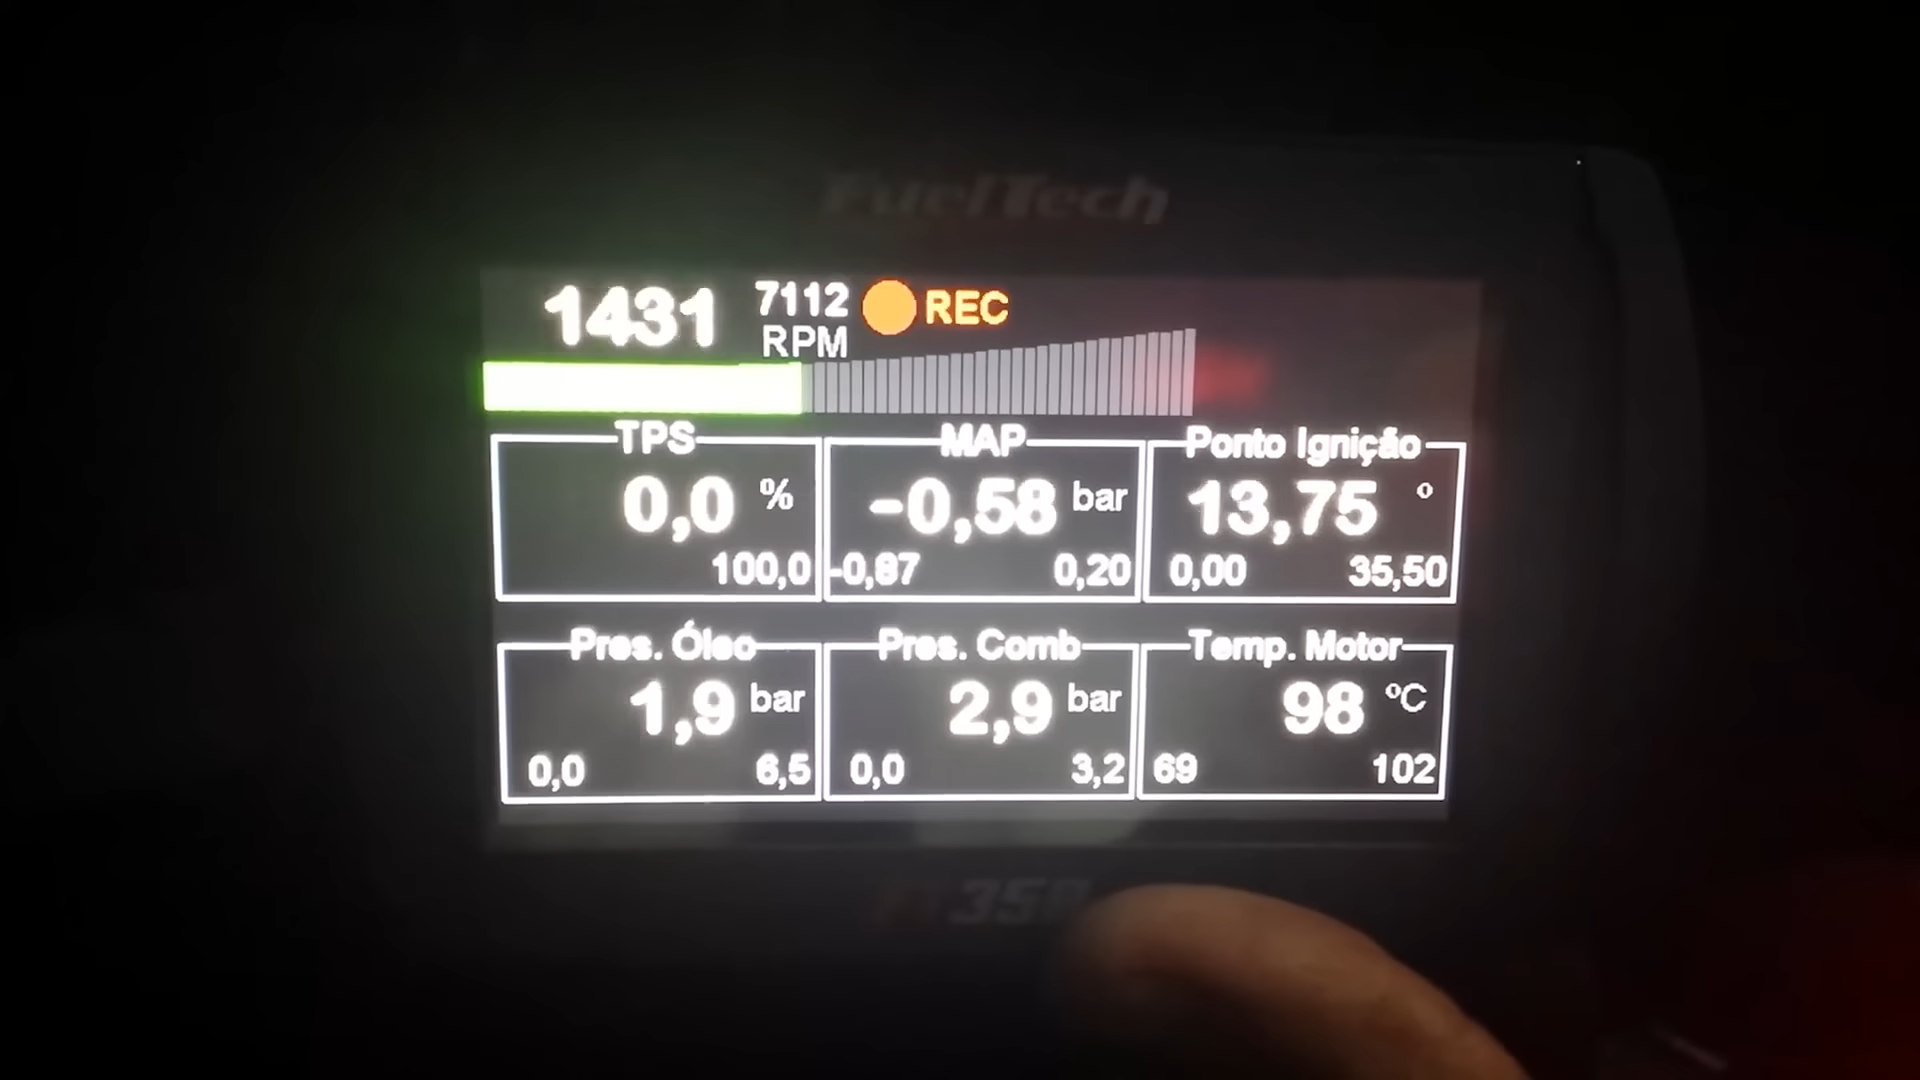 FuelTech
1431 7112 RPM REC
TPS MAP Ponto Ignição
0,0 % -0,58 bar 13,75 °
100,0 -0,87 0,20 0,00 35,50
Pres. Óleo Pres. Comb Temp. Motor
1,9 bar 2,9 bar 98 °C
0,0 6,5 0,0 3,2 69 102